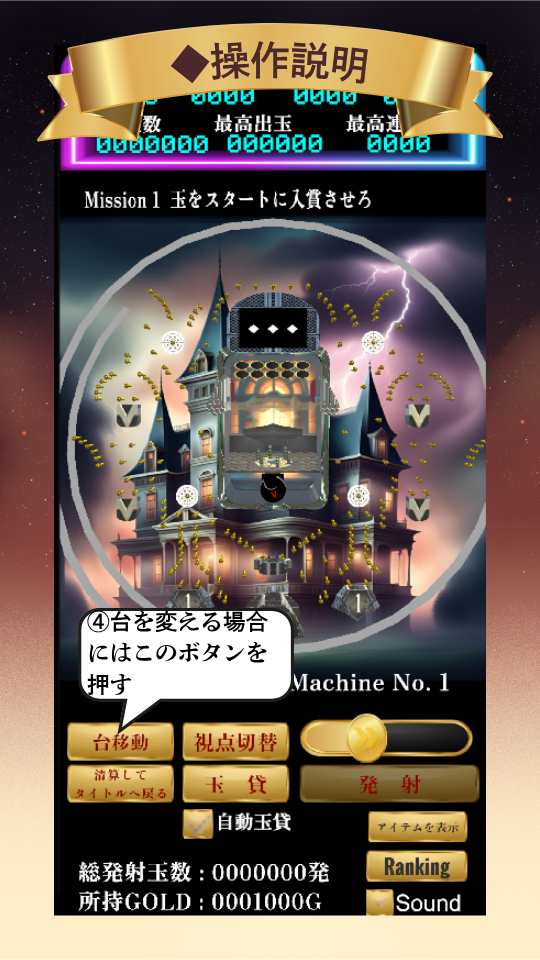 ◆操作説明
0000 0000
数 最高出玉 最高連
0000000 000000 0000
Mission 1 玉をスタートに入賞させろ
1 1
④台を変える場合
にはこのボタンを
押す
Machine No. 1
台移動 視点切替
清算して
タイトルへ戻る
玉 貸 発 射
自動玉貸
アイテムを表示
総発射玉数 : 0000000発
Ranking
所持GOLD : 0001000G
Sound